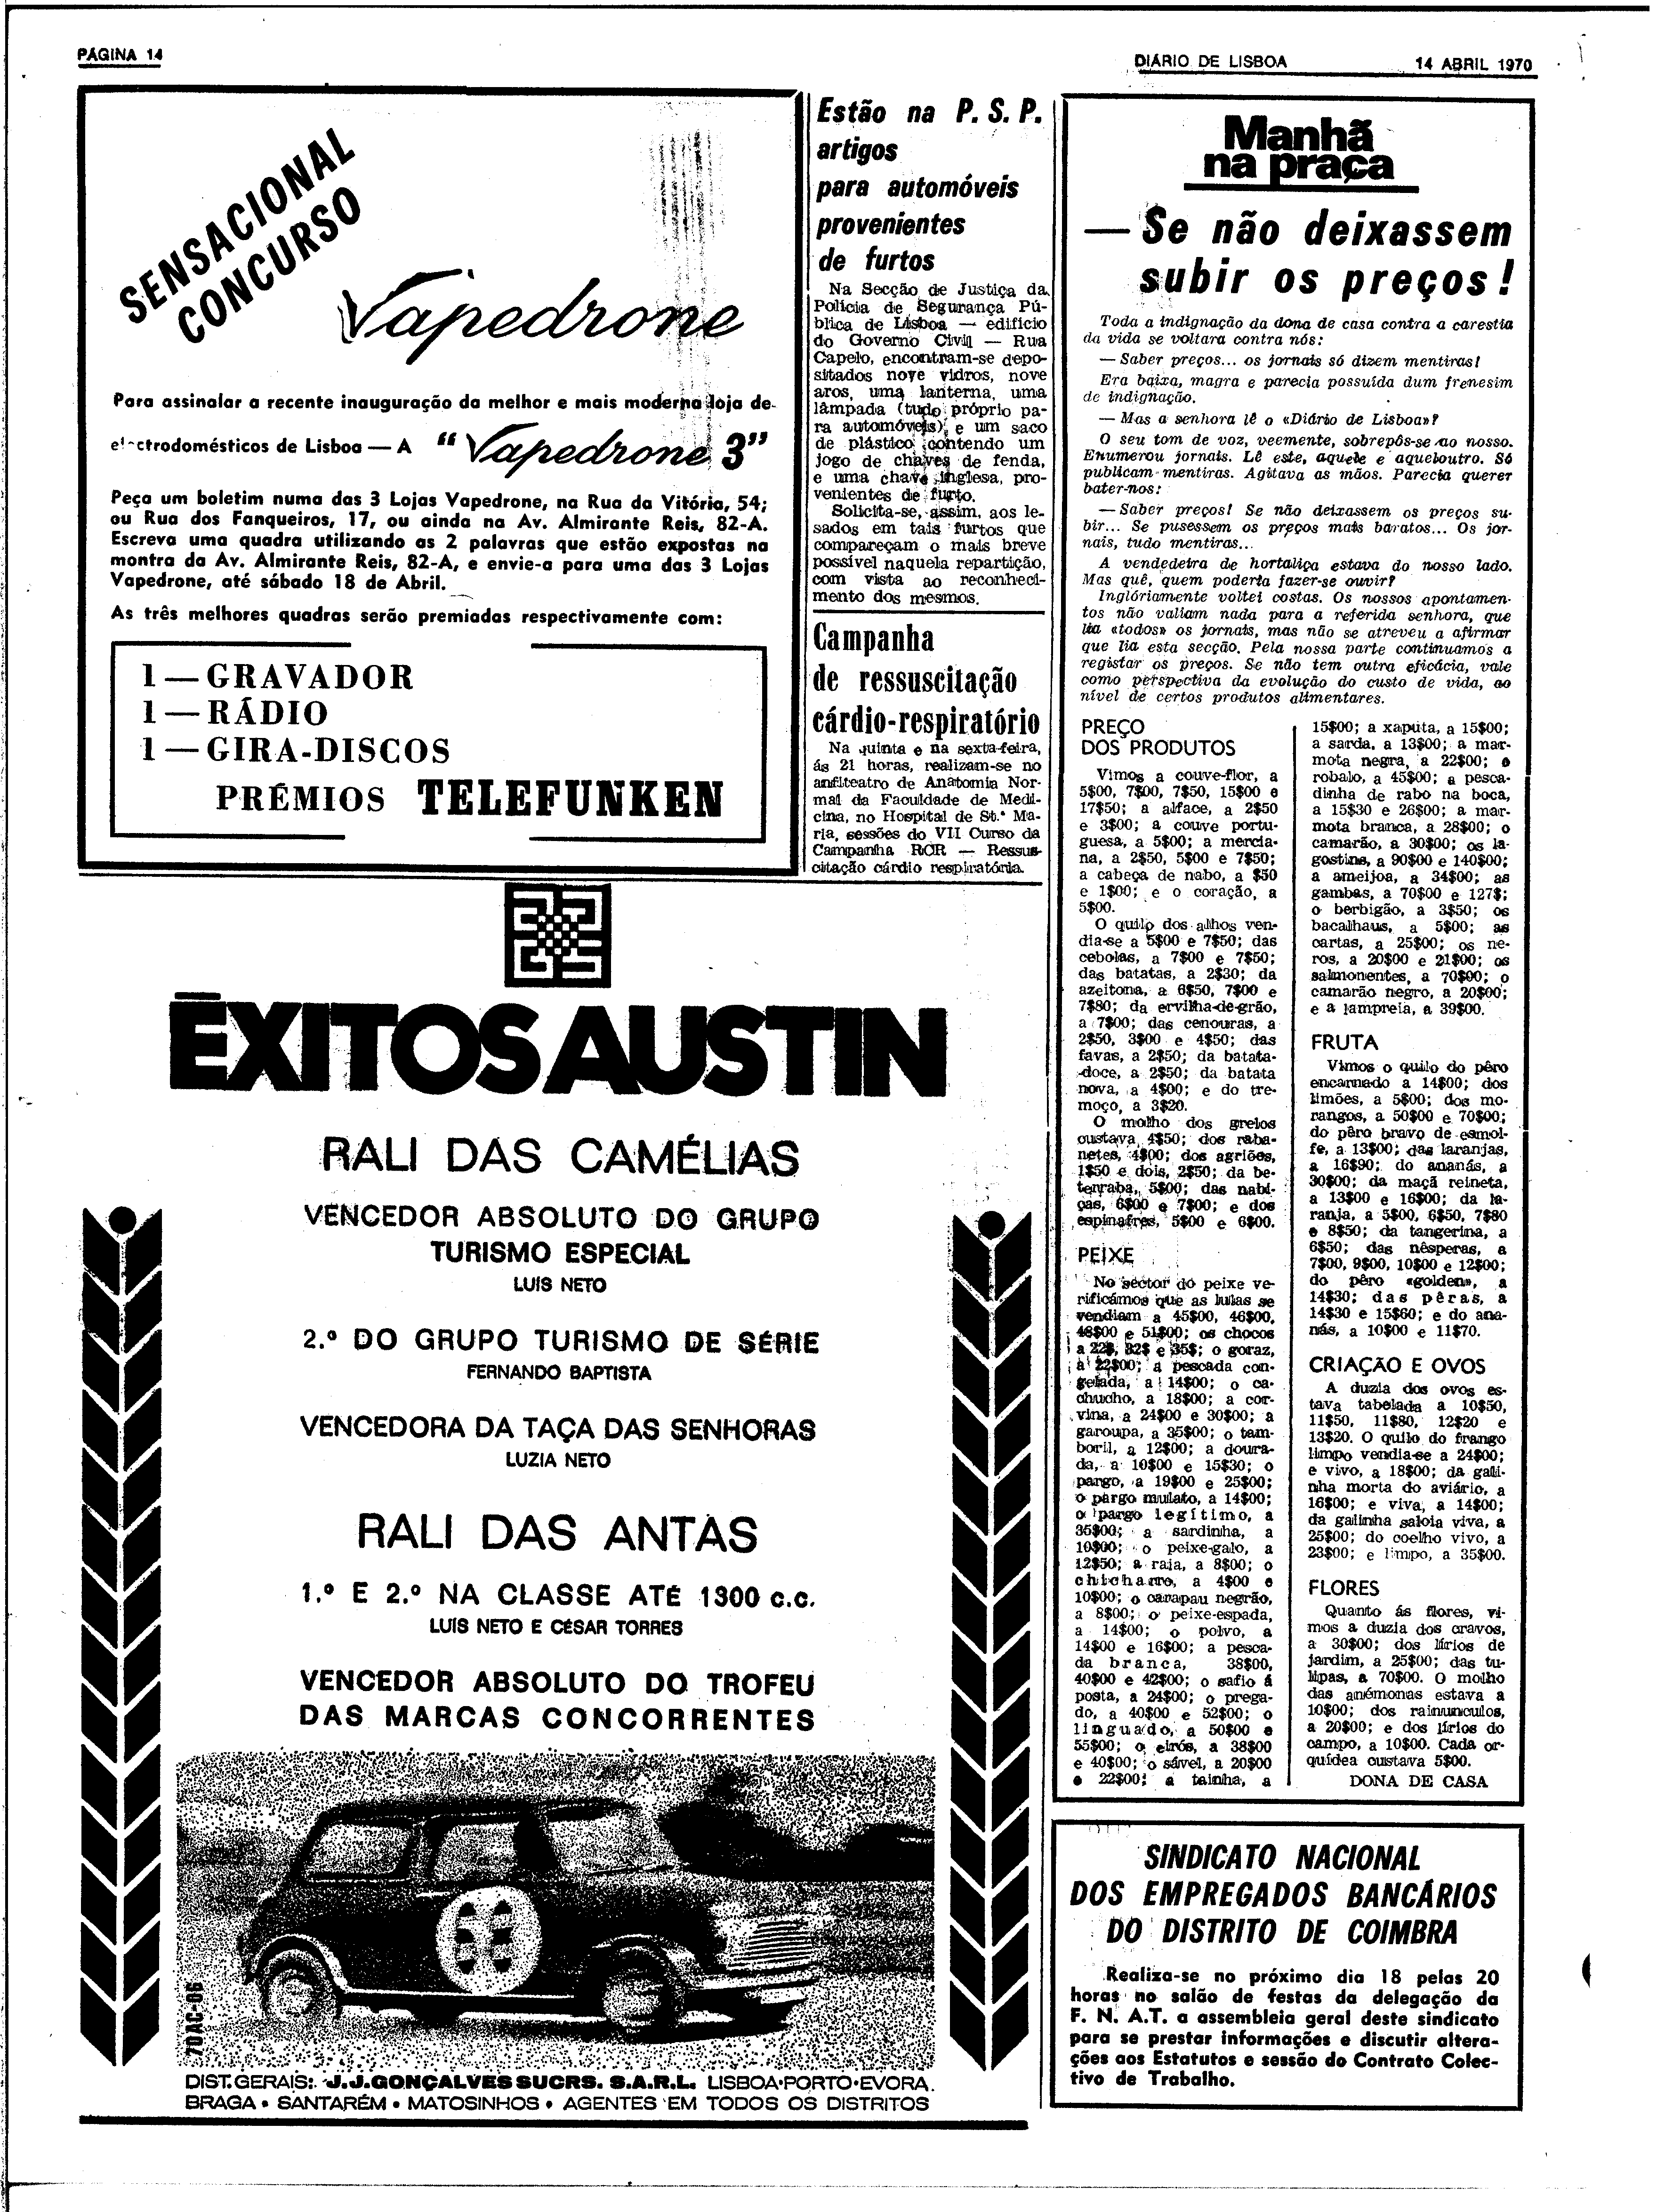 PÁGINA 14
DIÁRIO DE LISBOA
14 ABRIL 1970
SENSACIONAL
CONCURSO
Vapedrone
Para assinalar a recente inauguração da melhor e mais moderna loja de
electrodomésticos de Lisboa — A "Vapedrone 3"
Peça um boletim numa das 3 Lojas Vapedrone, na Rua da Vitória, 54;
ou Rua dos Fanqueiros, 17, ou ainda na Av. Almirante Reis, 82-A.
Escreva uma quadra utilizando as 2 palavras que estão expostas na
montra da Av. Almirante Reis, 82-A, e envie-a para uma das 3 Lojas
Vapedrone, até sábado 18 de Abril.
As três melhores quadras serão premiadas respectivamente com:
1 — GRAVADOR
1 — RÁDIO
1 — GIRA-DISCOS
PRÉMIOS TELEFUNKEN
Estão na P. S. P.
artigos
para automóveis
provenientes
de furtos
Na Secção de Justiça da
Polícia de Segurança Pú-
blica de Lisboa — edifício
do Governo Civil — Rua
Capelo, encontram-se depo-
sitados nove vidros, nove
aros, uma lanterna, uma
lâmpada (tudo próprio pa-
ra automóveis) e um saco
de plástico contendo um
jogo de chaves de fenda,
e uma chave inglesa, pro-
venientes de furto.
Solicita-se, assim, aos le-
sados em tais furtos que
compareçam o mais breve
possível naquela repartição,
com vista ao reconheci-
mento dos mesmos.
Campanha
de ressuscitação
cárdio-respiratório
Na quinta e na sexta-feira,
ás 21 horas, realizam-se no
anfiteatro de Anatomia Nor-
mal da Faculdade de Medi-
cina, no Hospital de St.ª Ma-
ria, sessões do VII Curso da
Campanha RCR — Ressus-
citação cárdio respiratória.
ÊXITOS AUSTIN
RALI DAS CAMÉLIAS
VENCEDOR ABSOLUTO DO GRUPO
TURISMO ESPECIAL
LUÍS NETO
2.º DO GRUPO TURISMO DE SÉRIE
FERNANDO BAPTISTA
VENCEDORA DA TAÇA DAS SENHORAS
LUZIA NETO
RALI DAS ANTAS
1.º E 2.º NA CLASSE ATÉ 1300 c.c.
LUÍS NETO E CÉSAR TORRES
VENCEDOR ABSOLUTO DO TROFEU
DAS MARCAS CONCORRENTES
70AC-06
DIST. GERAIS: J.J. GONÇALVES SUCRS. S.A.R.L. LISBOA•PORTO•EVORA.
BRAGA • SANTARÉM • MATOSINHOS • AGENTES EM TODOS OS DISTRITOS
Manhã
na praça
— Se não deixassem
subir os preços!
Toda a indignação da dona de casa contra a carestia
da vida se voltara contra nós:
— Saber preços... os jornais só dizem mentiras!
Era baixa, magra e parecia possuída dum frenesim
de indignação.
— Mas a senhora lê o «Diário de Lisboa»?
O seu tom de voz, veemente, sobrepôs-se ao nosso.
Enumerou jornais. Lê este, aquele e aqueloutro. Só
publicam mentiras. Agitava as mãos. Parecia querer
bater-nos:
— Saber preços! Se não deixassem os preços su-
bir... Se pusessem os preços mais baratos... Os jor-
nais, tudo mentiras...
A vendedeira de hortaliça estava do nosso lado.
Mas quê, quem poderia fazer-se ouvir?
Inglóriamente voltei costas. Os nossos apontamen-
tos não valiam nada para a referida senhora, que
lia «todos» os jornais, mas não se atreveu a afirmar
que lia esta secção. Pela nossa parte continuamos a
registar os preços. Se não tem outra eficácia, vale
como perspectiva da evolução do custo de vida, ao
nível de certos produtos alimentares.
PREÇO
DOS PRODUTOS
Vimos a couve-flor, a
5$00, 7$00, 7$50, 15$00 e
17$50; a alface, a 2$50
e 3$00; a couve portu-
guesa, a 5$00; a mercia-
na, a 2$50, 5$00 e 7$50;
a cabeça de nabo, a $50
e 1$00; e o coração, a
5$00.
O quilo dos alhos ven-
dia-se a 5$00 e 7$50; das
cebolas, a 7$00 e 7$50;
das batatas, a 2$30; da
azeitona, a 6$50, 7$00 e
7$80; da ervilha-de-grão,
a 7$00; das cenouras, a
2$50, 3$00 e 4$50; das
favas, a 2$50; da batata-
-doce, a 2$50; da batata
nova, a 4$00; e do tre-
moço, a 3$20.
O molho dos grelos
custava 4$50; dos raba-
netes, 4$00; dos agriões,
1$50 e dois, 2$50; da be-
terraba, 5$00; das nabi-
ças, 6$00 e 7$00; e dos
espinafres, 5$00 e 6$00.
PEIXE
No sector do peixe ve-
rificámos que as lulas se
vendiam a 45$00, 46$00,
48$00 e 51$00; os chocos
a 22$, 32$ e 35$; o goraz,
a 22$00; a pescada con-
gelada, a 14$00; o ca-
chucho, a 18$00; a cor-
vina, a 24$00 e 30$00; a
garoupa, a 35$00; o tam-
boril, a 12$00; a doura-
da, a 10$00 e 15$30; o
pargo, a 19$00 e 25$00;
o pargo mulato, a 14$00;
o pargo legítimo, a
35$00; a sardinha, a
10$00; o peixe-galo, a
12$50; a raia, a 8$00; o
chicharro, a 4$00 e
10$00; o carapau negrão,
a 8$00; o peixe-espada,
a 14$00; o polvo, a
14$00 e 16$00; a pesca-
da branca, 38$00,
40$00 e 42$00; o safio á
posta, a 24$00; o prega-
do, a 40$00 e 52$00; o
linguado, a 50$00 e
55$00; o eirós, a 38$00
e 40$00; o sável, a 20$00
e 22$00; a tainha, a
15$00; a xaputa, a 15$00;
a sarda, a 13$00; a mar-
mota negra, a 22$00; o
robalo, a 45$00; a pesca-
dinha de rabo na boca,
a 15$30 e 26$00; a mar-
mota branca, a 28$00; o
camarão, a 30$00; os la-
gostins, a 90$00 e 140$00;
a ameijoa, a 34$00; as
gambas, a 70$00 e 127$;
o berbigão, a 3$50; os
bacalhaus, a 5$00; as
cartas, a 25$00; os ne-
ros, a 20$00 e 21$00; os
salmonentes, a 70$00; o
camarão negro, a 20$00;
e a lampreia, a 39$00.
FRUTA
Vimos o quilo do pêro
encarnado a 14$00; dos
limões, a 5$00; dos mo-
rangos, a 50$00 e 70$00;
do pêro bravo de esmol-
fe, a 13$00; das laranjas,
a 16$90; do ananás, a
30$00; da maçã reineta,
a 13$00 e 16$00; da la-
ranja, a 5$00, 6$50, 7$80
e 8$50; da tangerina, a
6$50; das nêsperas, a
7$00, 9$00, 10$00 e 12$00;
do pêro «golden», a
14$30; das pêras, a
14$30 e 15$60; e do ana-
nás, a 10$00 e 11$70.
CRIAÇÃO E OVOS
A duzia dos ovos es-
tava tabelada a 10$50,
11$50, 11$80, 12$20 e
13$20. O quilo do frango
limpo vendia-se a 24$00;
e vivo, a 18$00; da gali-
nha morta do aviário, a
16$00; e viva, a 14$00;
da galinha saloia viva, a
25$00; do coelho vivo, a
23$00; e limpo, a 35$00.
FLORES
Quanto ás flores, vi-
mos a duzia dos cravos,
a 30$00; dos lírios de
jardim, a 25$00; das tu-
lipas, a 70$00. O molho
das anémonas estava a
10$00; dos rainunculos,
a 20$00; e dos lírios do
campo, a 10$00. Cada or-
quídea custava 5$00.
DONA DE CASA
SINDICATO NACIONAL
DOS EMPREGADOS BANCÁRIOS
DO DISTRITO DE COIMBRA
Realiza-se no próximo dia 18 pelas 20
horas no salão de festas da delegação da
F. N. A.T. a assembleia geral deste sindicato
para se prestar informações e discutir altera-
ções aos Estatutos e sessão do Contrato Colec-
tivo de Trabalho.